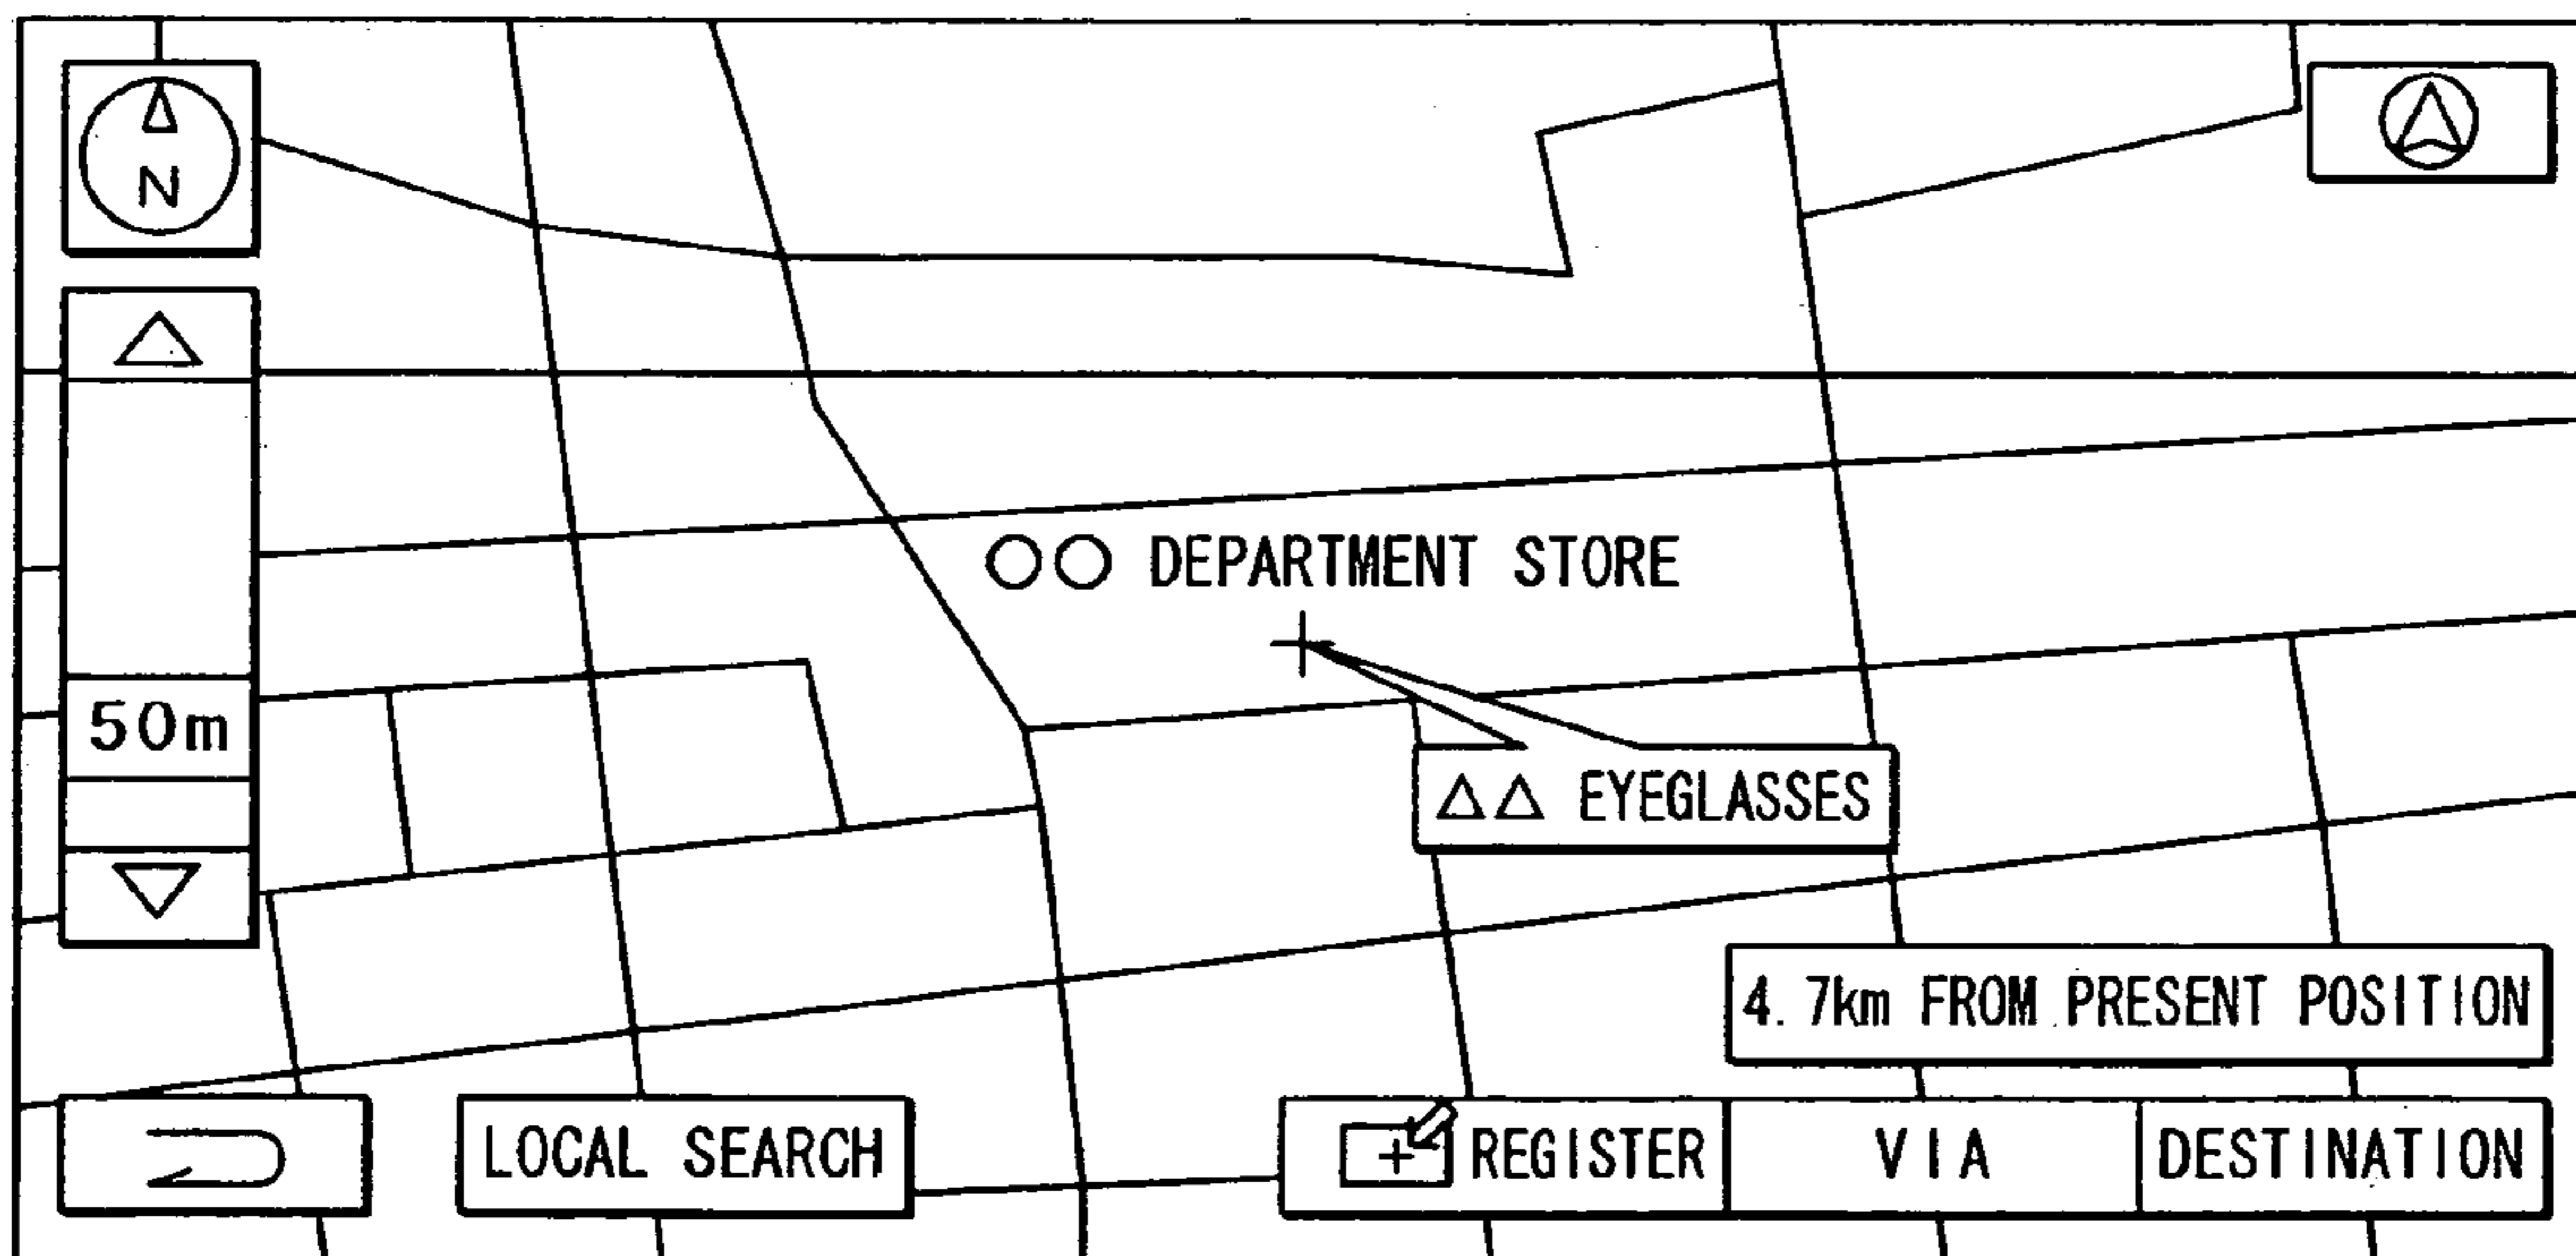 N
○○ DEPARTMENT STORE
50m
△△ EYEGLASSES
4.7km FROM PRESENT POSITION
LOCAL SEARCH
REGISTER
VIA
DESTINATION